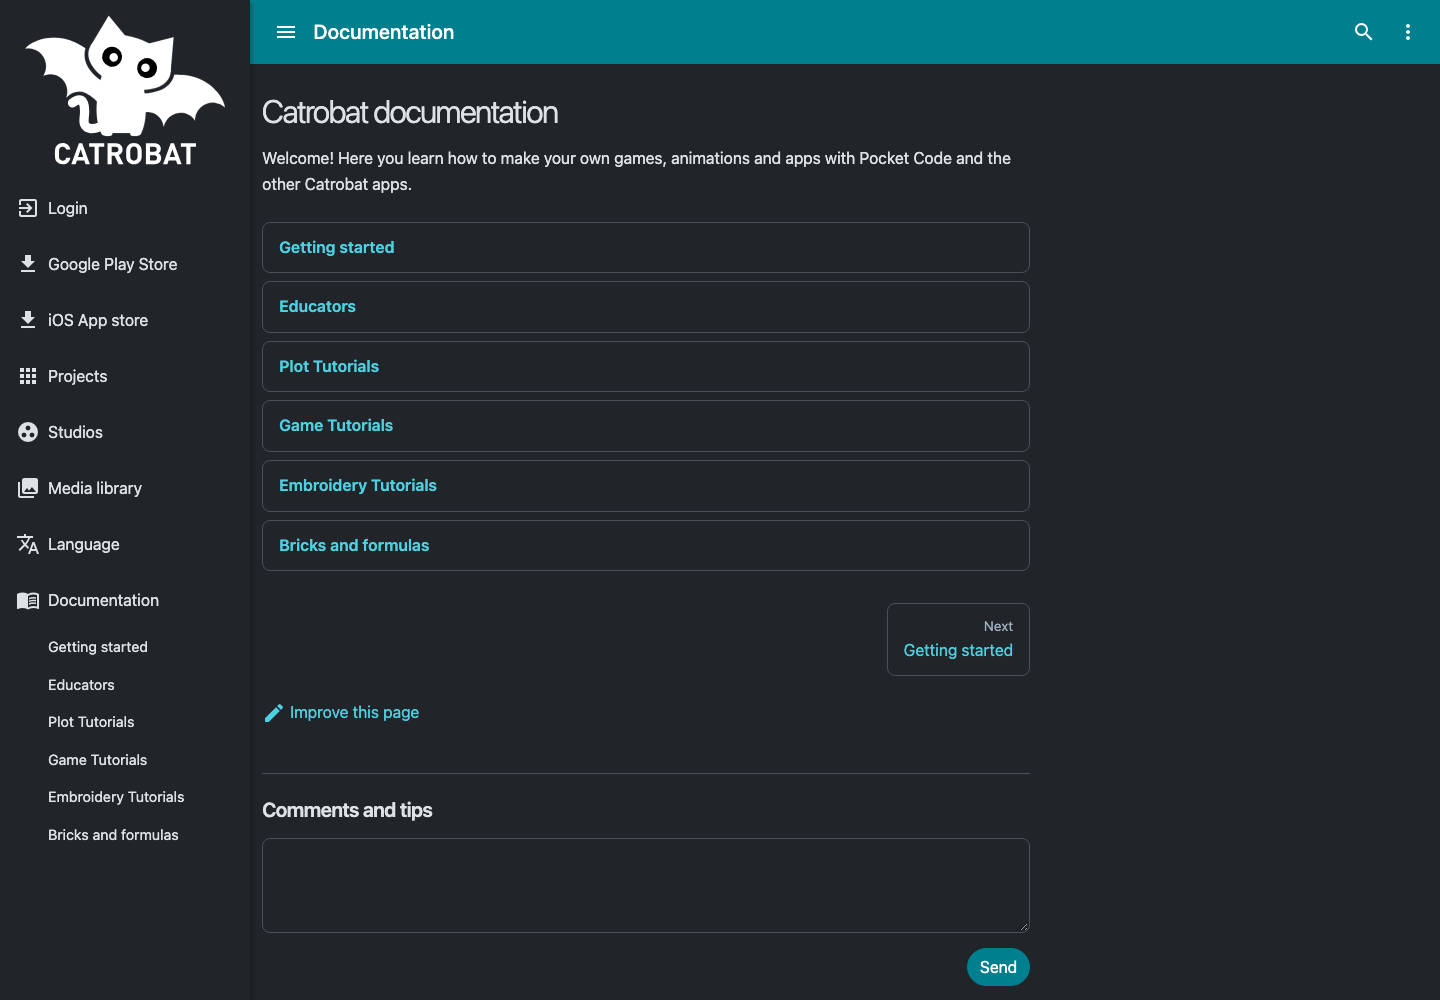 CATROBAT
Login
Google Play Store
iOS App store
Projects
Studios
Media library
Language
Documentation
Getting started
Educators
Plot Tutorials
Game Tutorials
Embroidery Tutorials
Bricks and formulas
Documentation
Catrobat documentation
Welcome! Here you learn how to make your own games, animations and apps with Pocket Code and the
other Catrobat apps.
Getting started
Educators
Plot Tutorials
Game Tutorials
Embroidery Tutorials
Bricks and formulas
Next
Getting started
Improve this page
Comments and tips
Send